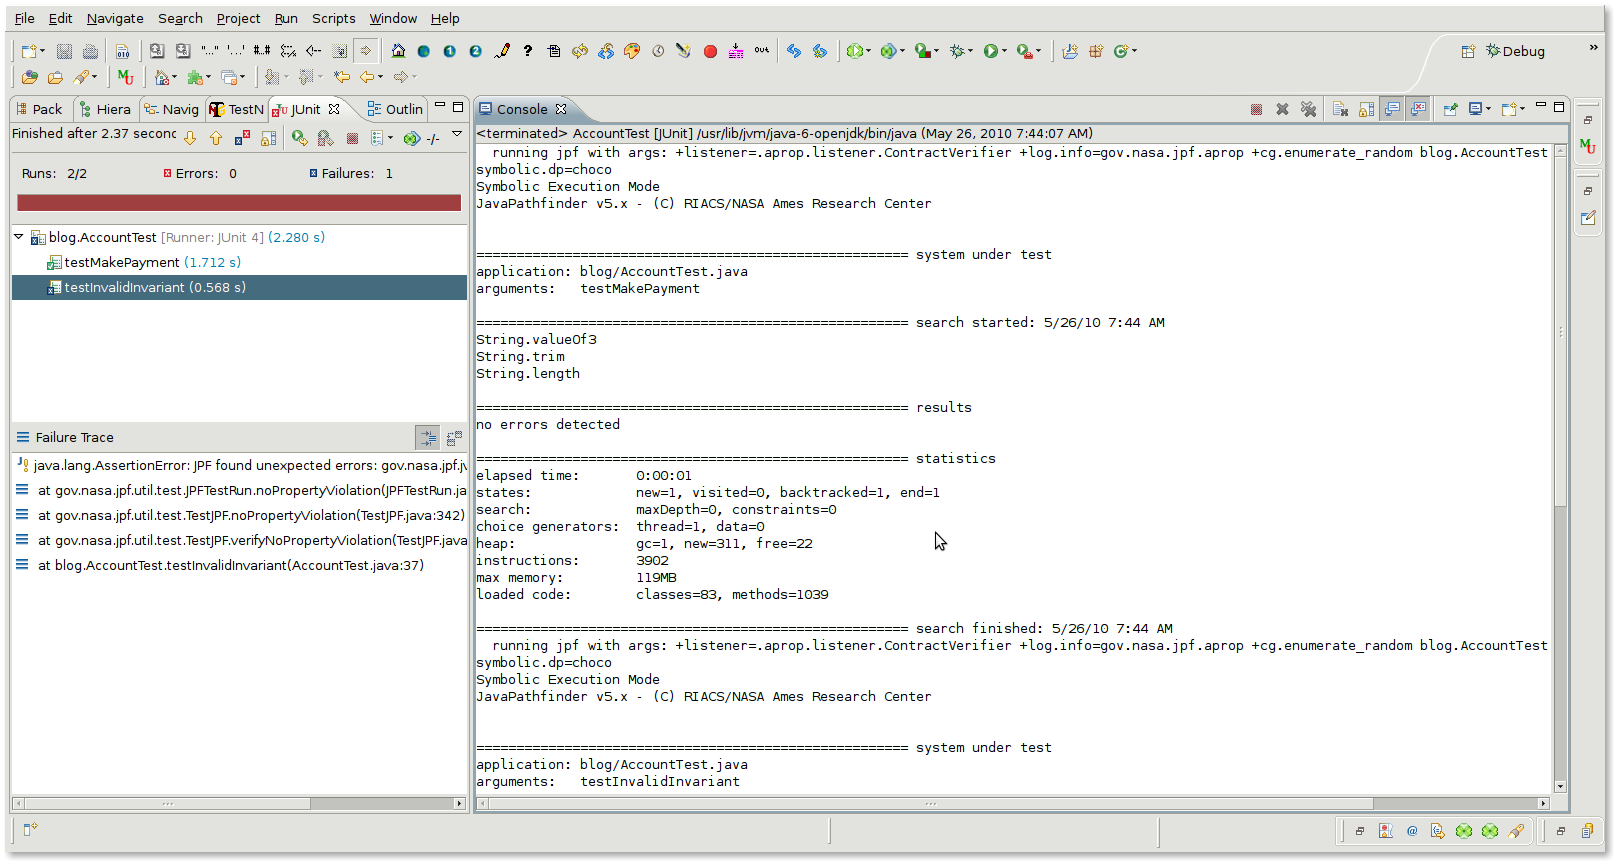 File Edit Navigate Search Project Run Scripts Window Help
Debug
Pack Hiera Navig TestN JUnit Outlin
Finished after 2.37 seconc
Runs: 2/2 Errors: 0 Failures: 1
blog.AccountTest [Runner: JUnit 4] (2.280 s)
testMakePayment (1.712 s)
testInvalidInvariant (0.568 s)
Failure Trace
java.lang.AssertionError: JPF found unexpected errors: gov.nasa.jpf.jv
at gov.nasa.jpf.util.test.JPFTestRun.noPropertyViolation(JPFTestRun.ja
at gov.nasa.jpf.util.test.TestJPF.noPropertyViolation(TestJPF.java:342)
at gov.nasa.jpf.util.test.TestJPF.verifyNoPropertyViolation(TestJPF.java
at blog.AccountTest.testInvalidInvariant(AccountTest.java:37)
Console
<terminated> AccountTest [JUnit] /usr/lib/jvm/java-6-openjdk/bin/java (May 26, 2010 7:44:07 AM)
running jpf with args: +listener=.aprop.listener.ContractVerifier +log.info=gov.nasa.jpf.aprop +cg.enumerate_random blog.AccountTest
symbolic.dp=choco
Symbolic Execution Mode
JavaPathfinder v5.x - (C) RIACS/NASA Ames Research Center
====================================================== system under test
application: blog/AccountTest.java
arguments: testMakePayment
====================================================== search started: 5/26/10 7:44 AM
String.valueOf3
String.trim
String.length
====================================================== results
no errors detected
====================================================== statistics
elapsed time: 0:00:01
states: new=1, visited=0, backtracked=1, end=1
search: maxDepth=0, constraints=0
choice generators: thread=1, data=0
heap: gc=1, new=311, free=22
instructions: 3902
max memory: 119MB
loaded code: classes=83, methods=1039
====================================================== search finished: 5/26/10 7:44 AM
running jpf with args: +listener=.aprop.listener.ContractVerifier +log.info=gov.nasa.jpf.aprop +cg.enumerate_random blog.AccountTest
symbolic.dp=choco
Symbolic Execution Mode
JavaPathfinder v5.x - (C) RIACS/NASA Ames Research Center
====================================================== system under test
application: blog/AccountTest.java
arguments: testInvalidInvariant